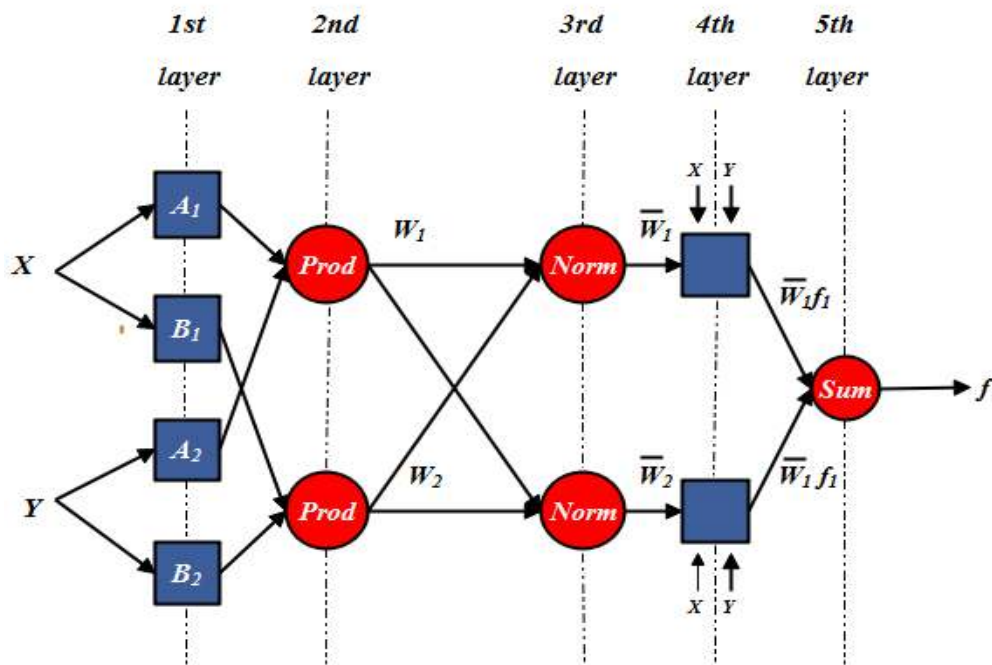 1st 2nd 3rd 4th 5th
layer layer layer layer layer
X Y
A₁
W₁ W̅₁
X Prod Norm
W̅₁f₁
B₁
Sum f
A₂
W₂ W̅₂ W̅₁ f₁
Y Prod Norm
B₂
X Y